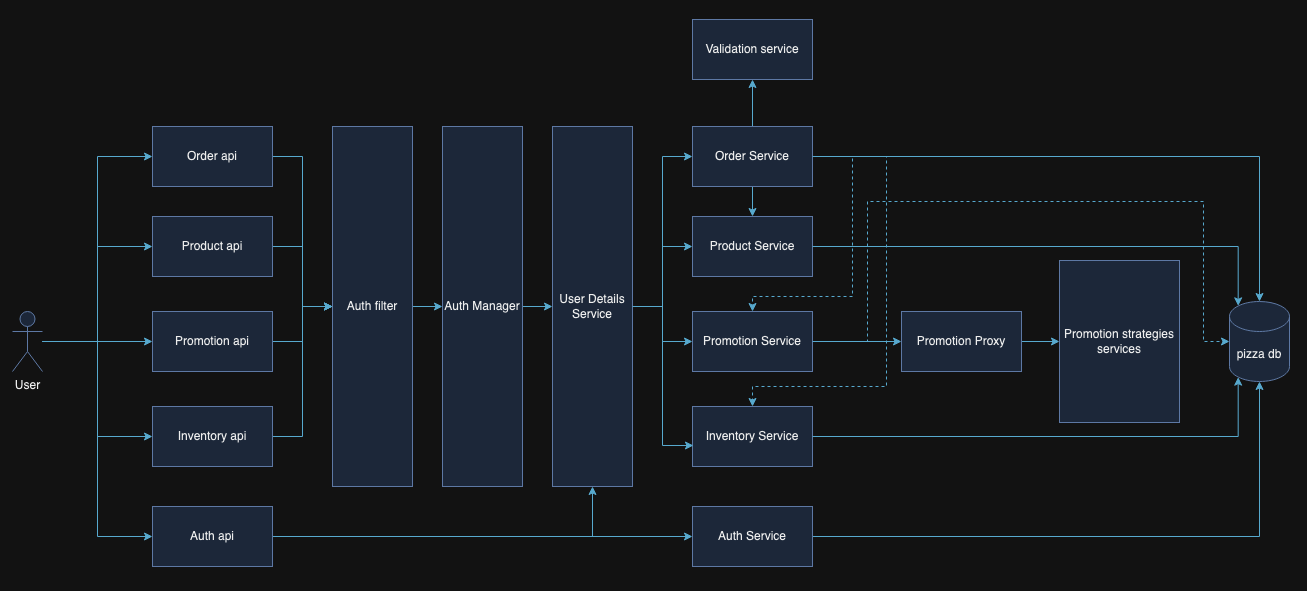 Validation service
Order api
Order Service
Product api
Product Service
Auth filter
Auth Manager
User Details
Service
Promotion api
Promotion Service
Promotion Proxy
Promotion strategies
services
pizza db
User
Inventory api
Inventory Service
Auth api
Auth Service